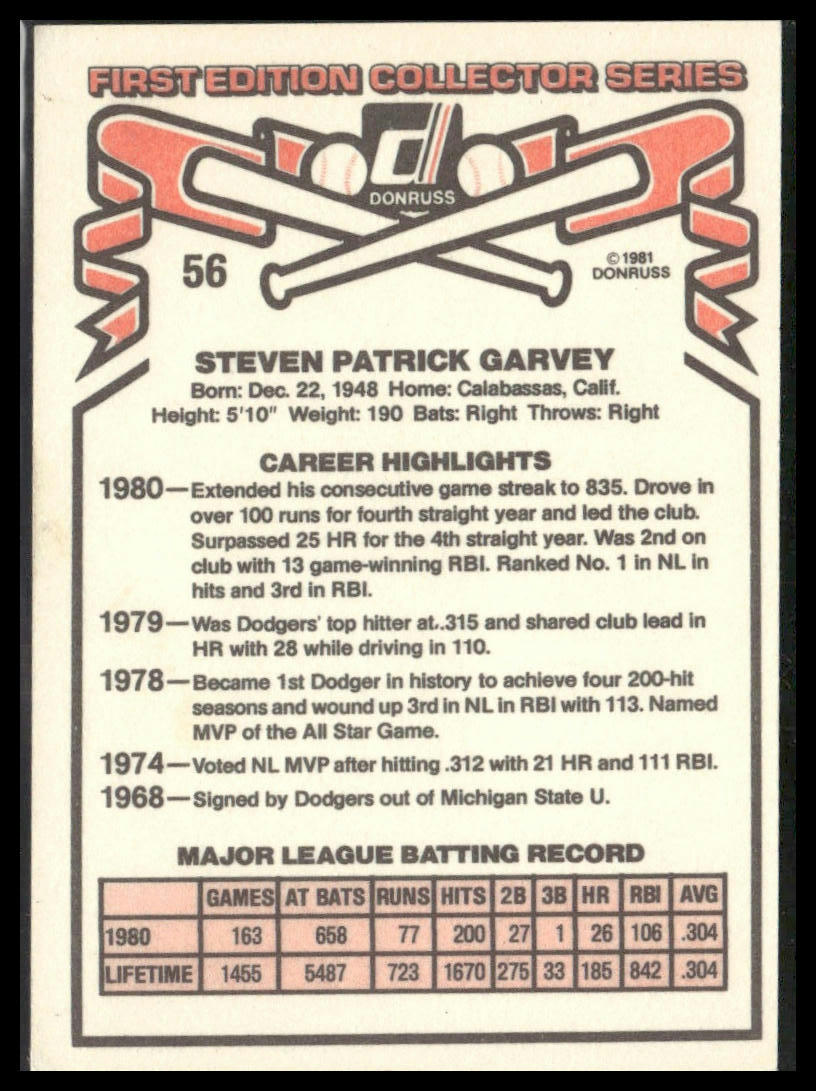 FIRST EDITION COLLECTOR SERIES
d
DONRUSS
56
©1981
DONRUSS
STEVEN PATRICK GARVEY
Born: Dec. 22, 1948 Home: Calabassas, Calif.
Height: 5'10" Weight: 190 Bats: Right Throws: Right
CAREER HIGHLIGHTS
1980—Extended his consecutive game streak to 835. Drove in
over 100 runs for fourth straight year and led the club.
Surpassed 25 HR for the 4th straight year. Was 2nd on
club with 13 game-winning RBI. Ranked No. 1 in NL in
hits and 3rd in RBI.
1979—Was Dodgers' top hitter at..315 and shared club lead in
HR with 28 while driving in 110.
1978—Became 1st Dodger in history to achieve four 200-hit
seasons and wound up 3rd in NL in RBI with 113. Named
MVP of the All Star Game.
1974—Voted NL MVP after hitting .312 with 21 HR and 111 RBI.
1968—Signed by Dodgers out of Michigan State U.
MAJOR LEAGUE BATTING RECORD
GAMES AT BATS RUNS HITS 2B 3B HR RBI AVG
1980 163 658 77 200 27 1 26 106 .304
LIFETIME 1455 5487 723 1670 275 33 185 842 .304